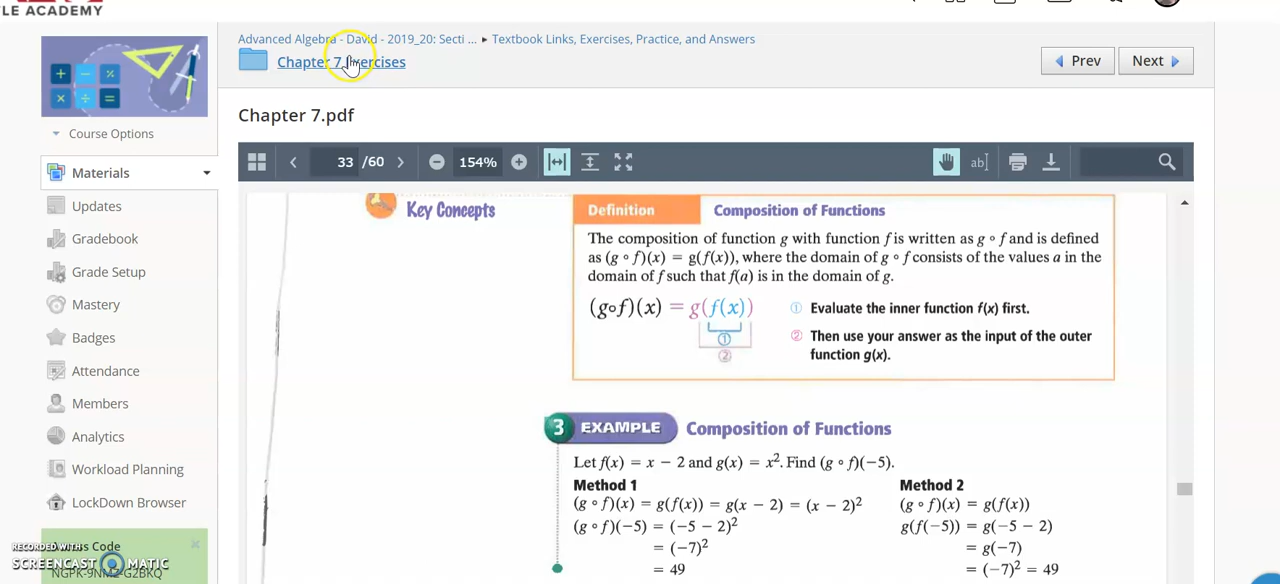 TLE ACADEMY
Advanced Algebra - David - 2019_20: Secti ... ▸ Textbook Links, Exercises, Practice, and Answers
Chapter 7 Exercises
Prev
Next
Chapter 7.pdf
Course Options
33 /60
154%
ab
Materials
Updates
Gradebook
Grade Setup
Mastery
Badges
Attendance
Members
Analytics
Workload Planning
LockDown Browser
Key Concepts
Definition Composition of Functions
The composition of function g with function f is written as g ∘ f and is defined
as (g ∘ f)(x) = g(f(x)), where the domain of g ∘ f consists of the values a in the
domain of f such that f(a) is in the domain of g.
(g∘f)(x) = g(f(x))
①
②
① Evaluate the inner function f(x) first.
② Then use your answer as the input of the outer
function g(x).
3 EXAMPLE Composition of Functions
Let f(x) = x − 2 and g(x) = x². Find (g ∘ f)(−5).
Method 1
(g ∘ f)(x) = g(f(x)) = g(x − 2) = (x − 2)²
(g ∘ f)(−5) = (−5 − 2)²
= (−7)²
= 49
Method 2
(g ∘ f)(x) = g(f(x))
g(f(−5)) = g(−5 − 2)
= g(−7)
= (−7)² = 49
RECORDED WITH
SCREENCAST MATIC
Code